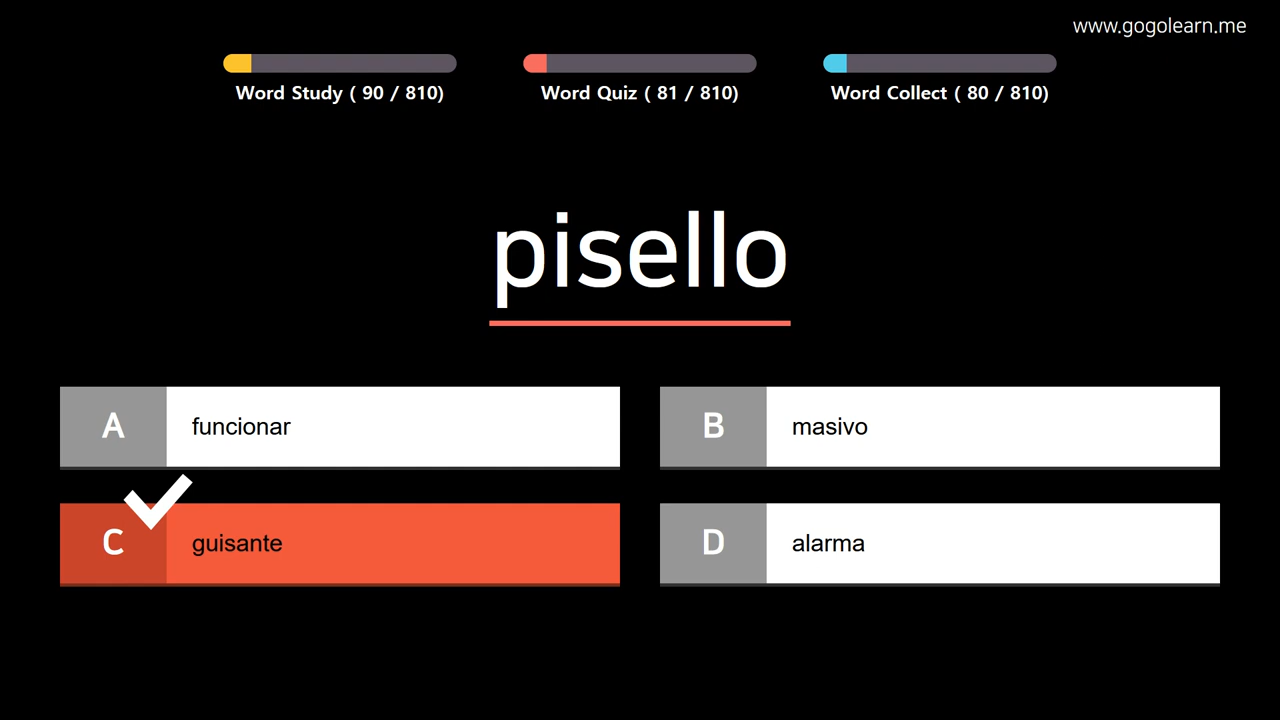 www.gogolearn.me
Word Study ( 90 / 810)
Word Quiz ( 81 / 810)
Word Collect ( 80 / 810)
pisello
A
funcionar
B
masivo
C
guisante
D
alarma